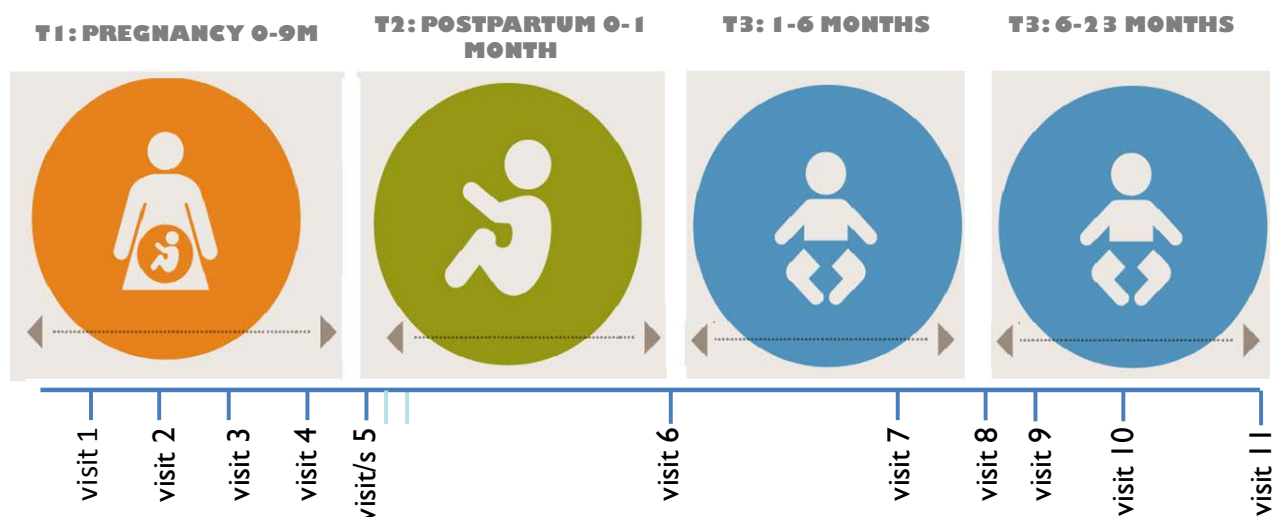 T1: PREGNANCY 0-9M
T2: POSTPARTUM 0-1
MONTH
T3: 1-6 MONTHS
T3: 6-23 MONTHS
visit 1
visit 2
visit 3
visit 4
visit/s 5
visit 6
visit 7
visit 8
visit 9
visit 10
visit 11